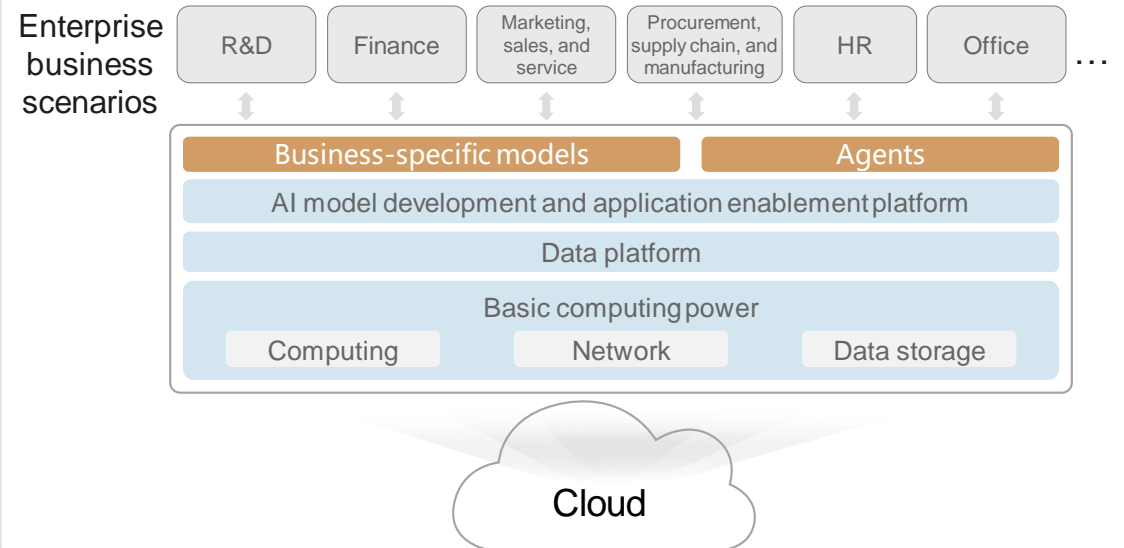 Enterprise
business
scenarios
R&D
Finance
Marketing,
sales, and
service
Procurement,
supply chain, and
manufacturing
HR
Office
...
Business-specific models
Agents
AI model development and application enablement platform
Data platform
Basic computing power
Computing
Network
Data storage
Cloud